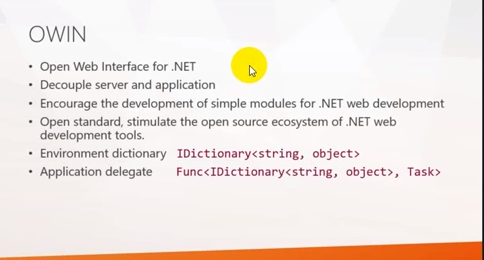 OWIN
• Open Web Interface for .NET
• Decouple server and application
• Encourage the development of simple modules for .NET web development
• Open standard, stimulate the open source ecosystem of .NET web
development tools.
• Environment dictionary IDictionary<string, object>
• Application delegate Func<IDictionary<string, object>, Task>